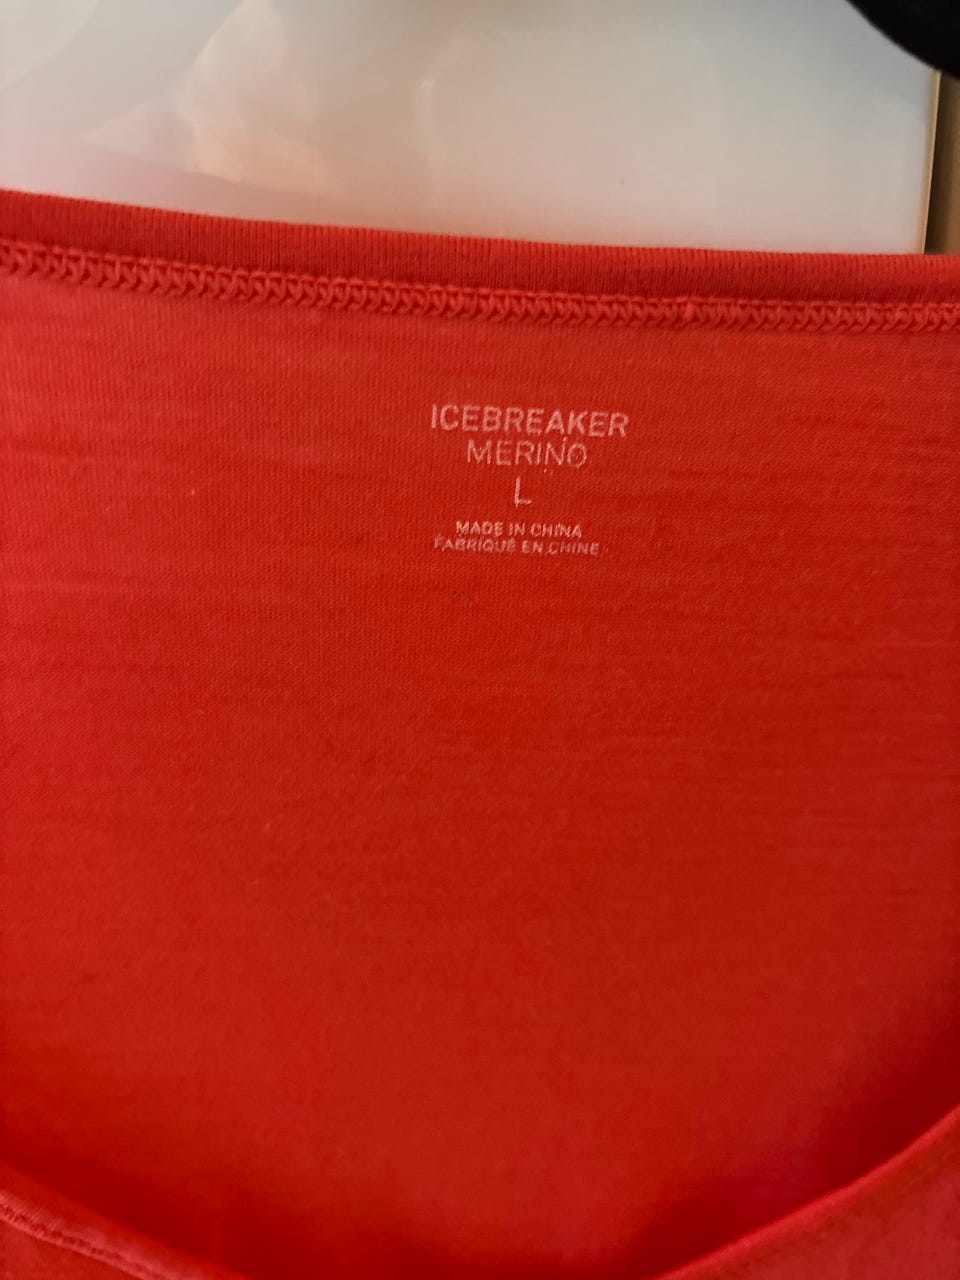 ICEBREAKER
MERINO
L
MADE IN CHINA
FABRIQUÉ EN CHINE